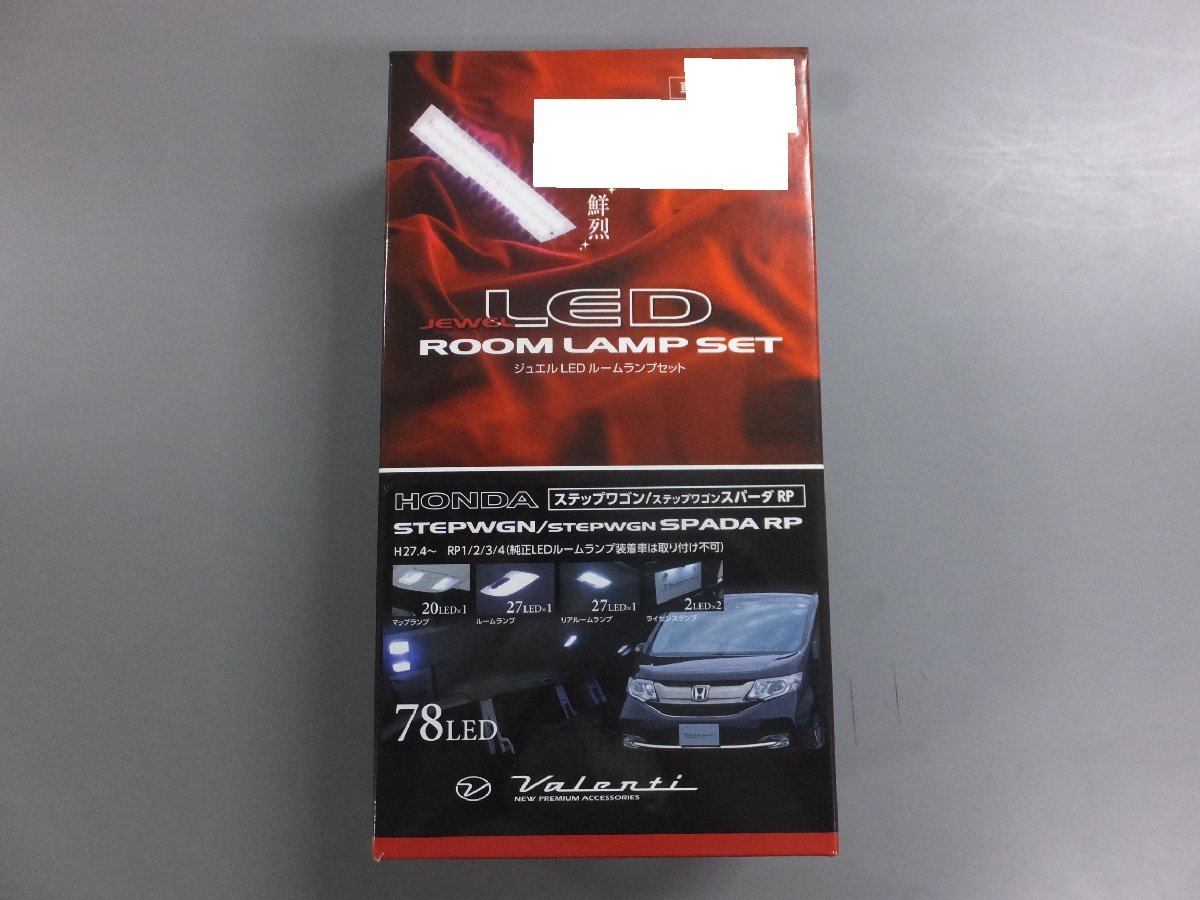 鮮烈
JEWEL LED
ROOM LAMP SET
ジュエル LED ルームランプセット
HONDA ステップワゴン/ステップワゴンスパーダ RP
STEPWGN/STEPWGN SPADA RP
H27.4〜 RP1/2/3/4(純正LEDルームランプ装着車は取り付け不可)
20LED×1 27LED×1 27LED×1 2LED×2
マップランプ ルームランプ リアルームランプ ライセンスランプ
78LED
Valenti
NEW PREMIUM ACCESSORIES